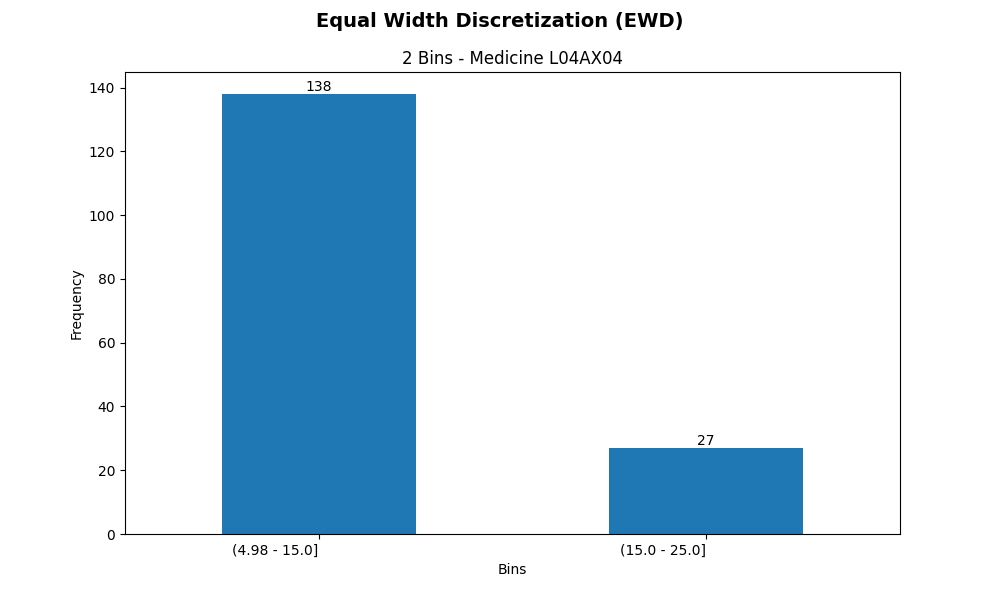 Equal Width Discretization (EWD)
2 Bins - Medicine L04AX04
Frequency
140
120
100
80
60
40
20
0
138
27
(4.98 - 15.0]
(15.0 - 25.0]
Bins